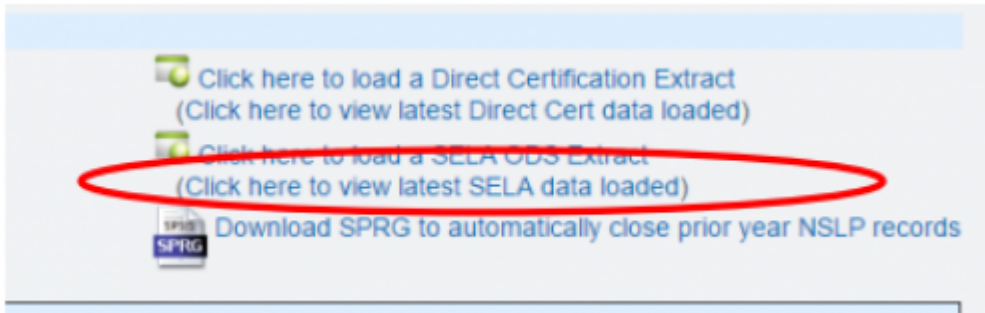 Click here to load a Direct Certification Extract
(Click here to view latest Direct Cert data loaded)
Click here to load a SELA ODS Extract
(Click here to view latest SELA data loaded)
Download SPRG to automatically close prior year NSLP records
SPRG